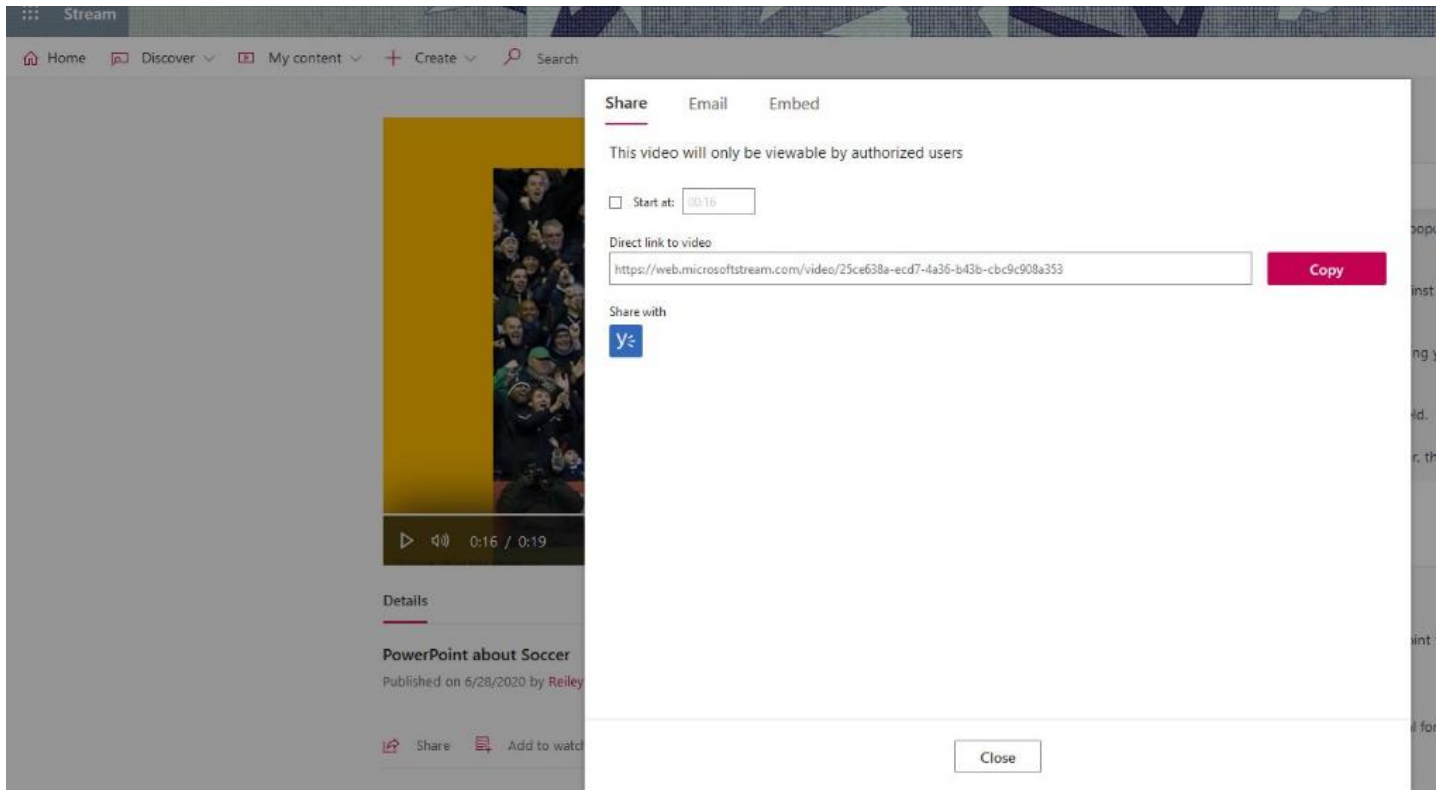 Stream
Home Discover My content Create Search
Share Email Embed
This video will only be viewable by authorized users
Start at: 00:16
Direct link to video
https://web.microsoftstream.com/video/25ce638a-ecd7-4a36-b43b-cbc9c908a353 Copy
Share with
y
0:16 / 0:19
Details
PowerPoint about Soccer
Published on 6/28/2020 by Reiley
Share Add to watch
Close